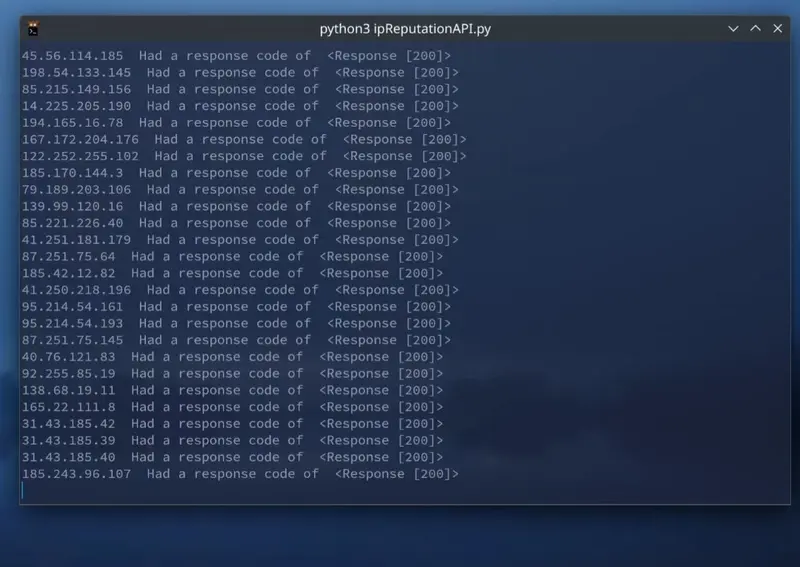 python3 ipReputationAPI.py
45.56.114.185  Had a response code of  <Response [200]>
198.54.133.145  Had a response code of  <Response [200]>
85.215.149.156  Had a response code of  <Response [200]>
14.225.205.190  Had a response code of  <Response [200]>
194.165.16.78  Had a response code of  <Response [200]>
167.172.204.176  Had a response code of  <Response [200]>
122.252.255.102  Had a response code of  <Response [200]>
185.170.144.3  Had a response code of  <Response [200]>
79.189.203.106  Had a response code of  <Response [200]>
139.99.120.16  Had a response code of  <Response [200]>
85.221.226.40  Had a response code of  <Response [200]>
41.251.181.179  Had a response code of  <Response [200]>
87.251.75.64  Had a response code of  <Response [200]>
185.42.12.82  Had a response code of  <Response [200]>
41.250.218.196  Had a response code of  <Response [200]>
95.214.54.161  Had a response code of  <Response [200]>
95.214.54.193  Had a response code of  <Response [200]>
87.251.75.145  Had a response code of  <Response [200]>
40.76.121.83  Had a response code of  <Response [200]>
92.255.85.19  Had a response code of  <Response [200]>
138.68.19.11  Had a response code of  <Response [200]>
165.22.111.8  Had a response code of  <Response [200]>
31.43.185.42  Had a response code of  <Response [200]>
31.43.185.39  Had a response code of  <Response [200]>
31.43.185.40  Had a response code of  <Response [200]>
185.243.96.107  Had a response code of  <Response [200]>